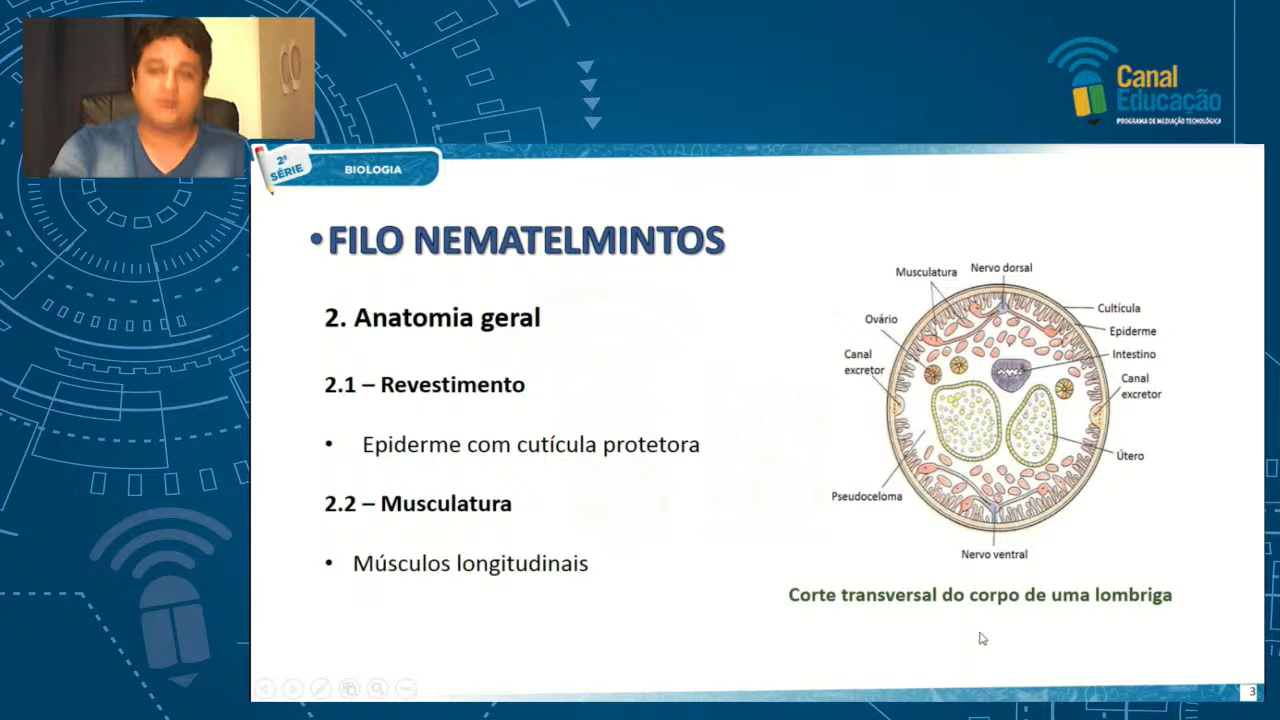 Canal
Educação
PROGRAMA DE MEDIAÇÃO TECNOLÓGICA
2ª
SÉRIE
BIOLOGIA
•FILO NEMATELMINTOS
2. Anatomia geral
2.1 – Revestimento
• Epiderme com cutícula protetora
2.2 – Musculatura
• Músculos longitudinais
Musculatura
Nervo dorsal
Ovário
Cultícula
Epiderme
Canal
excretor
Intestino
Canal
excretor
Útero
Pseudoceloma
Nervo ventral
Corte transversal do corpo de uma lombriga
3